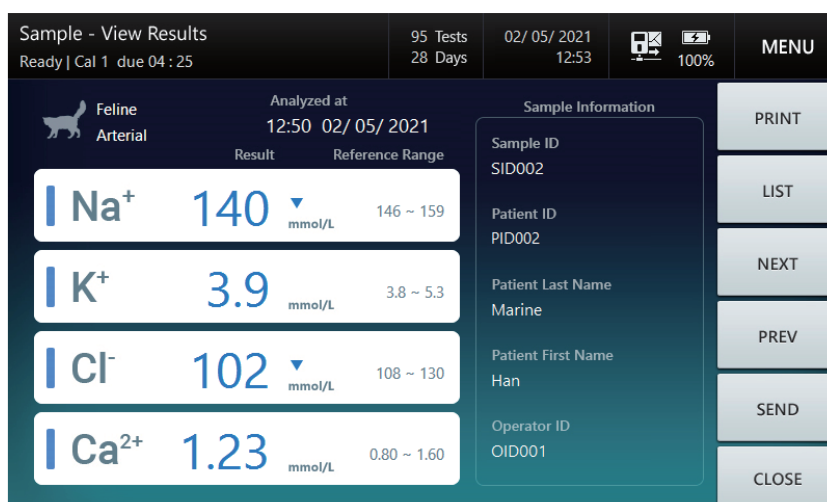 Sample - View Results
Ready | Cal 1 due 04 : 25
95 Tests
28 Days
02/ 05/ 2021
12:53
100%
MENU
Feline
Arterial
Analyzed at
12:50 02/ 05/ 2021
Result Reference Range
Na⁺ 140 mmol/L 146 ~ 159
K⁺ 3.9 mmol/L 3.8 ~ 5.3
Cl⁻ 102 mmol/L 108 ~ 130
Ca²⁺ 1.23 mmol/L 0.80 ~ 1.60
Sample Information
Sample ID
SID002
Patient ID
PID002
Patient Last Name
Marine
Patient First Name
Han
Operator ID
OID001
PRINT
LIST
NEXT
PREV
SEND
CLOSE